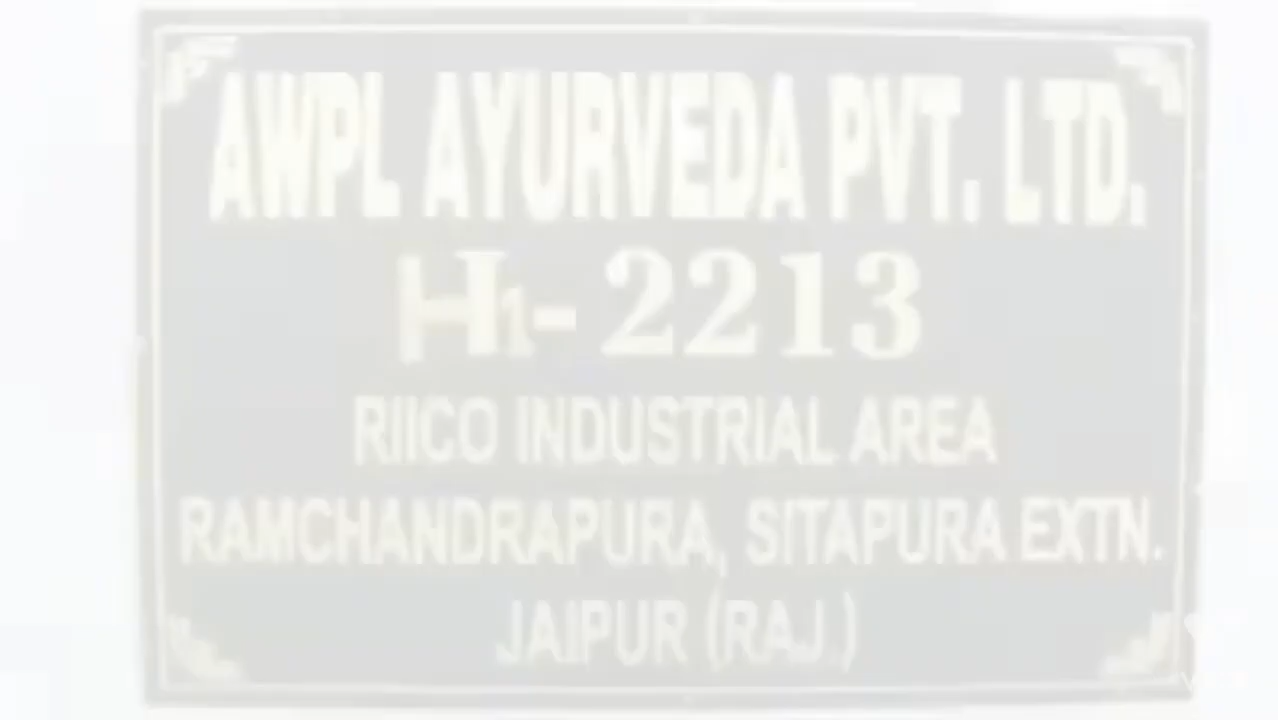 AWPL AYURVEDA PVT. LTD.
H1- 2213
RIICO INDUSTRIAL AREA
RAMCHANDRAPURA, SITAPURA EXTN.
JAIPUR (RAJ.)